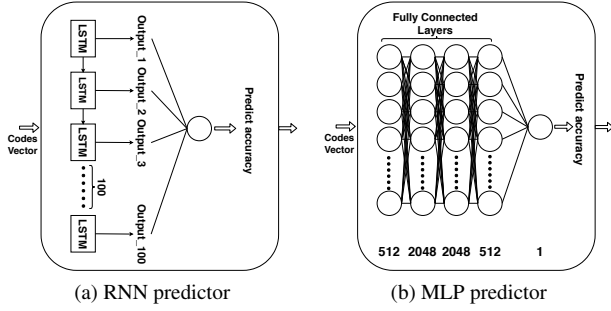 Codes
Vector
LSTM
LSTM
LSTM
LSTM
100
Output_1
Output_2
Output_3
Output_100
Predict accuracy
(a) RNN predictor
Fully Connected
Layers
Codes
Vector
Predict accuracy
512 2048 2048 512 1
(b) MLP predictor